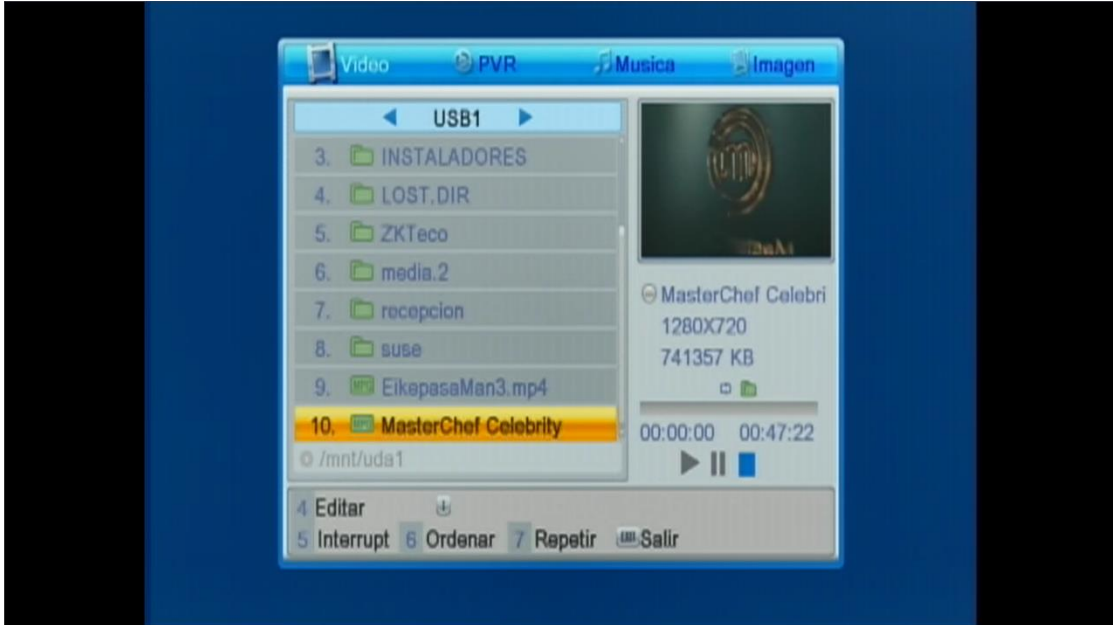 Video PVR Musica Imagen
USB1
3. INSTALADORES
4. LOST.DIR
5. ZKTeco
6. media.2
7. recepcion
8. suse
9. EikepasaMan3.mp4
10. MasterChef Celebrity
/mnt/uda1
MasterChef Celebri
1280X720
741357 KB
00:00:00 00:47:22
4 Editar
5 Interrupt 6 Ordenar 7 Repetir Salir